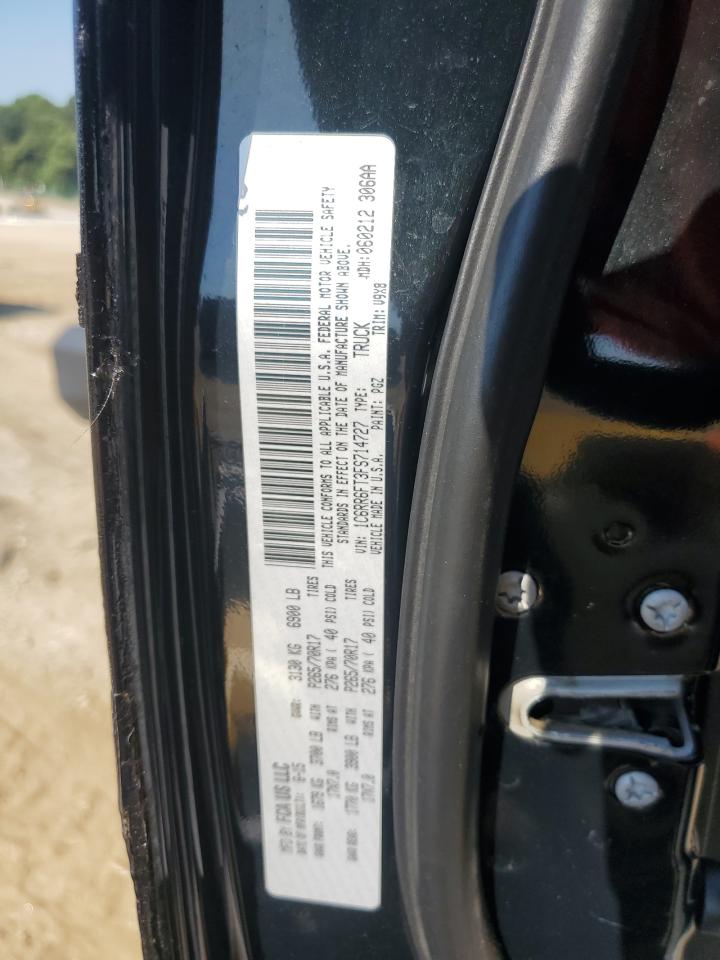 MFD BY: FCA US LLC
DATE OF MFR: 6-15 GVWR: 3130 KG 6900 LB
GAWR FRONT: 1678 KG 3700 LB WITH P265/70R17 TIRES
17X7.0 RIMS AT 276 KPA ( 40 PSI) COLD
GAWR REAR: 1770 KG 3900 LB WITH P265/70R17 TIRES
17X7.0 RIMS AT 276 KPA ( 40 PSI) COLD
THIS VEHICLE CONFORMS TO ALL APPLICABLE U.S.A. FEDERAL MOTOR VEHICLE SAFETY
STANDARDS IN EFFECT ON THE DATE OF MANUFACTURE SHOWN ABOVE.
VIN: 1C6RR6FT3FS714727 TYPE: TRUCK MDH:060212 306AA
VEHICLE MADE IN U.S.A. PAINT: PGZ TRIM: V9X8